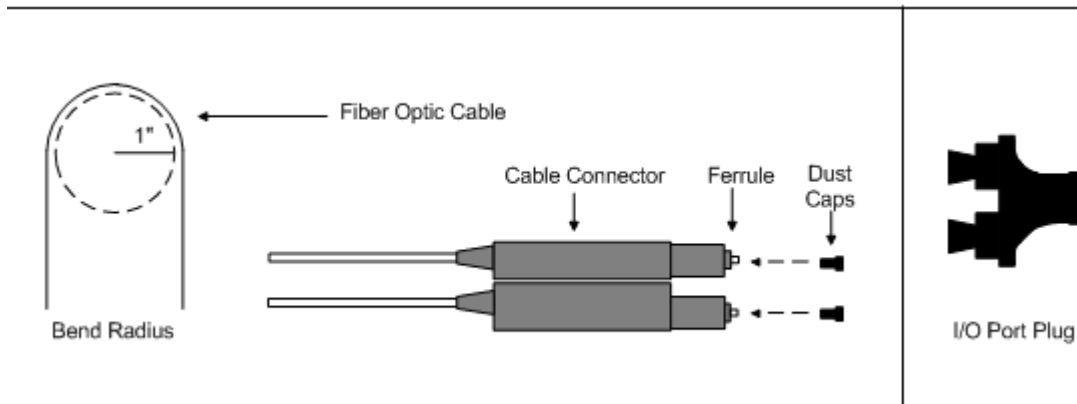 1"
Fiber Optic Cable
Cable Connector
Ferrule
Dust
Caps
Bend Radius
I/O Port Plug